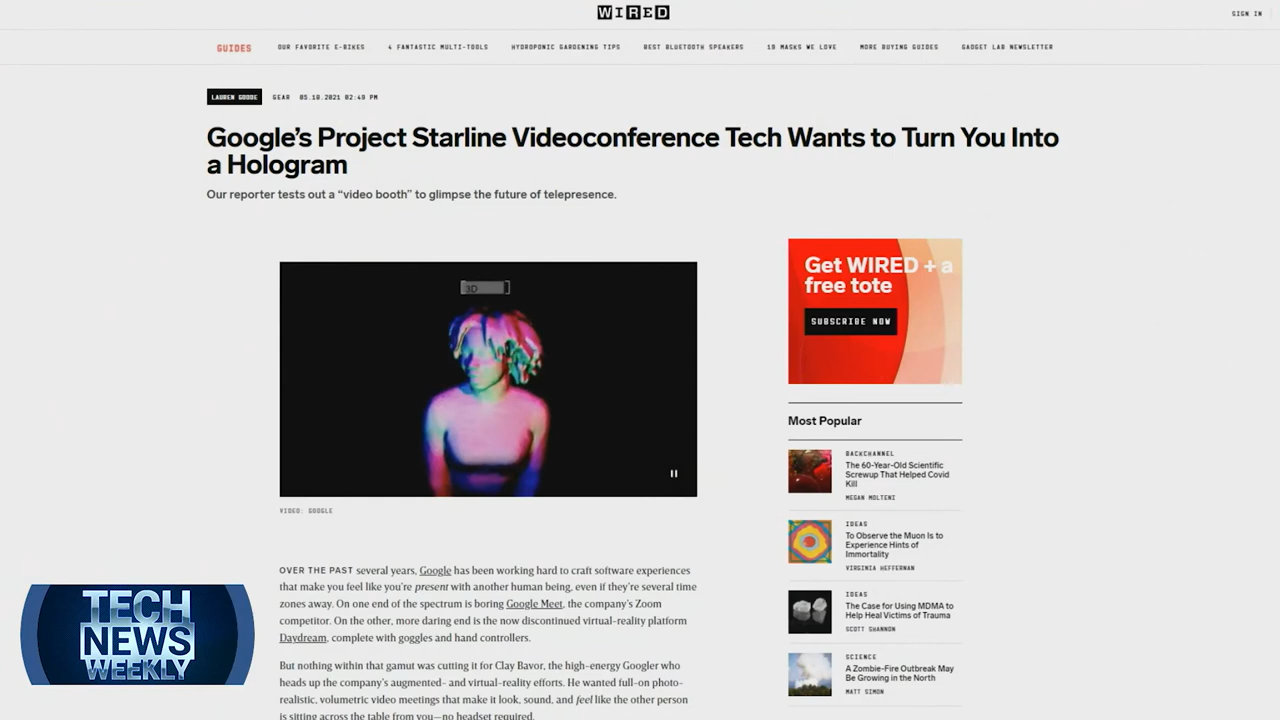 WIRED
SIGN IN
GUIDES
OUR FAVORITE E-BIKES
4 FANTASTIC MULTI-TOOLS
HYDROPONIC GARDENING TIPS
BEST BLUETOOTH SPEAKERS
18 MASKS WE LOVE
MORE BUYING GUIDES
GADGET LAB NEWSLETTER
LAUREN GOODE
GEAR
05.18.2021 02:49 PM
Google's Project Starline Videoconference Tech Wants to Turn You Into
a Hologram
Our reporter tests out a “video booth” to glimpse the future of telepresence.
3D
VIDEO: GOOGLE
OVER THE PAST several years, Google has been working hard to craft software experiences
that make you feel like you're present with another human being, even if they're several time
zones away. On one end of the spectrum is boring Google Meet, the company's Zoom
competitor. On the other, more daring end is the now discontinued virtual-reality platform
Daydream, complete with goggles and hand controllers.
But nothing within that gamut was cutting it for Clay Bavor, the high-energy Googler who
heads up the company's augmented- and virtual-reality efforts. He wanted full-on photo-
realistic, volumetric video meetings that make it look, sound, and feel like the other person
is sitting across the table from you—no headset required.
Get WIRED + a
free tote
SUBSCRIBE NOW
Most Popular
BACKCHANNEL
The 60-Year-Old Scientific
Screwup That Helped Covid
Kill
MEGAN MOLTENI
IDEAS
To Observe the Muon Is to
Experience Hints of
Immortality
VIRGINIA HEFFERNAN
IDEAS
The Case for Using MDMA to
Help Heal Victims of Trauma
SCOTT SHANNON
SCIENCE
A Zombie-Fire Outbreak May
Be Growing in the North
MATT SIMON
TECH
NEWS
WEEKLY